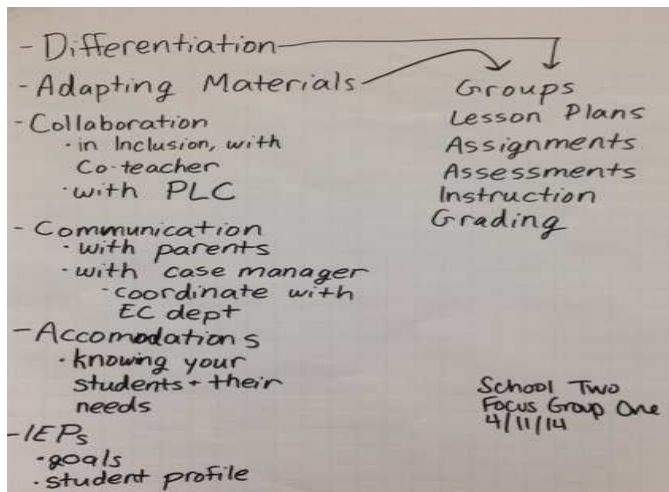 - Differentiation
- Adapting Materials
- Collaboration
· in Inclusion, with
Co-teacher
· with PLC
- Communication
· with parents
· with case manager
- coordinate with
EC dept
- Accomodations
· knowing your
students + their
needs
- IEPs
· goals
· student profile
Groups
Lesson Plans
Assignments
Assessments
Instruction
Grading
School Two
Focus Group One
4/11/14